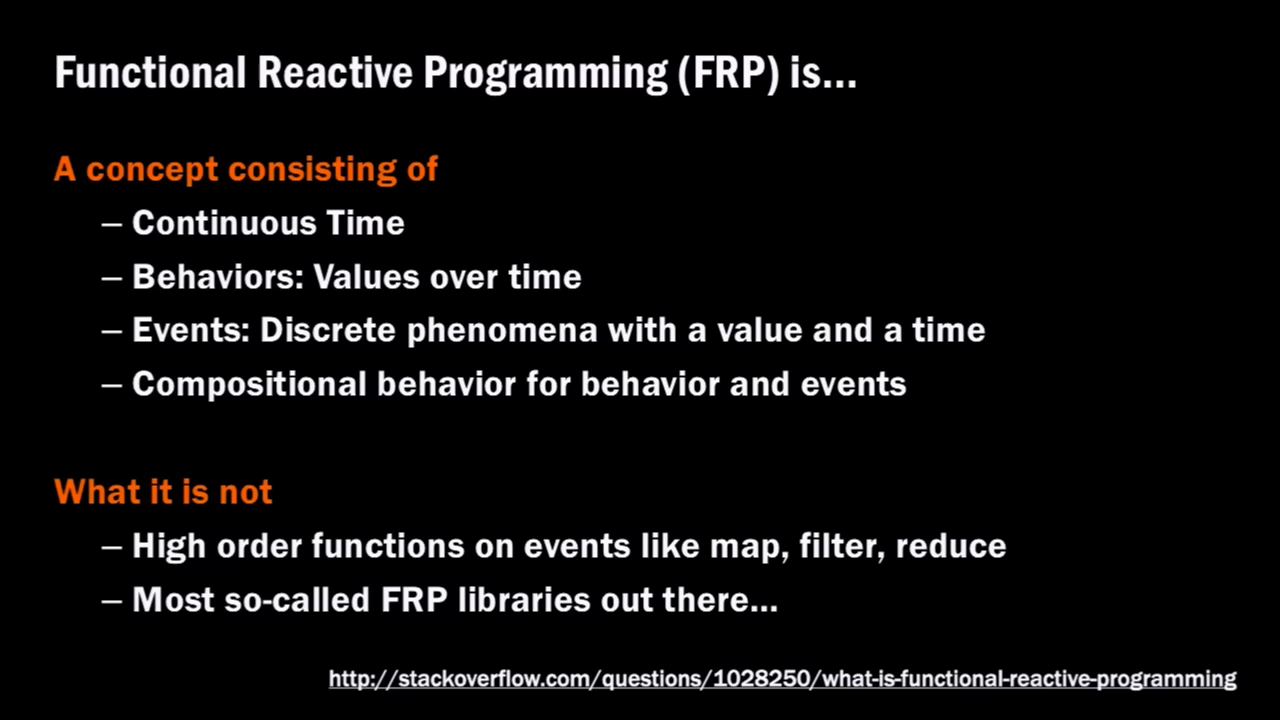 Functional Reactive Programming (FRP) is...
A concept consisting of
– Continuous Time
– Behaviors: Values over time
– Events: Discrete phenomena with a value and a time
– Compositional behavior for behavior and events
What it is not
– High order functions on events like map, filter, reduce
– Most so-called FRP libraries out there...
http://stackoverflow.com/questions/1028250/what-is-functional-reactive-programming